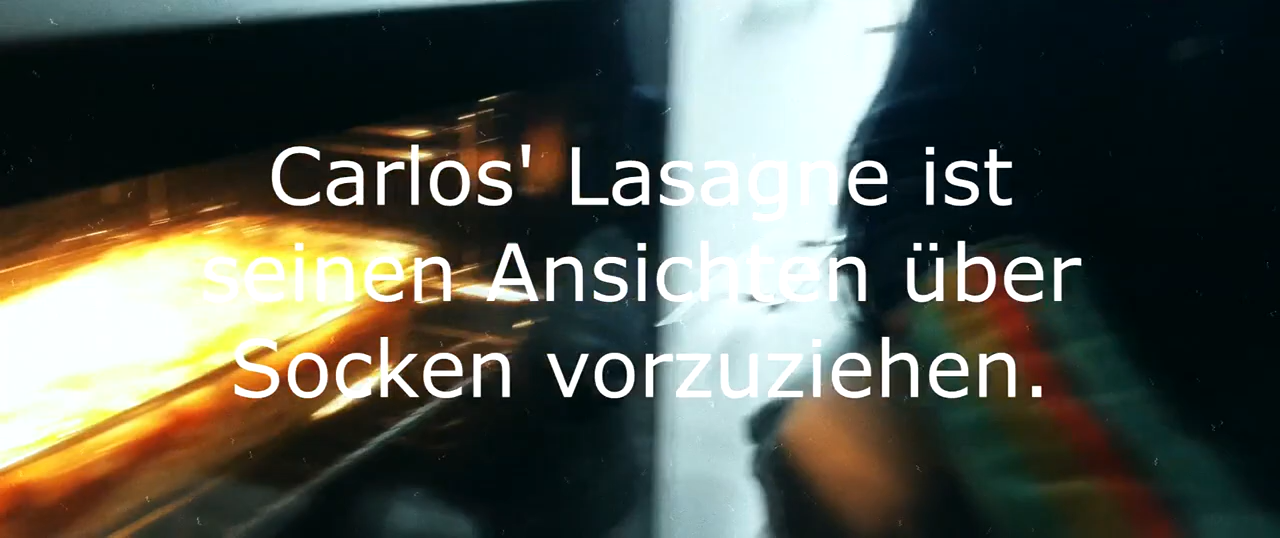 Carlos' Lasagne ist
seinen Ansichten über
Socken vorzuziehen.